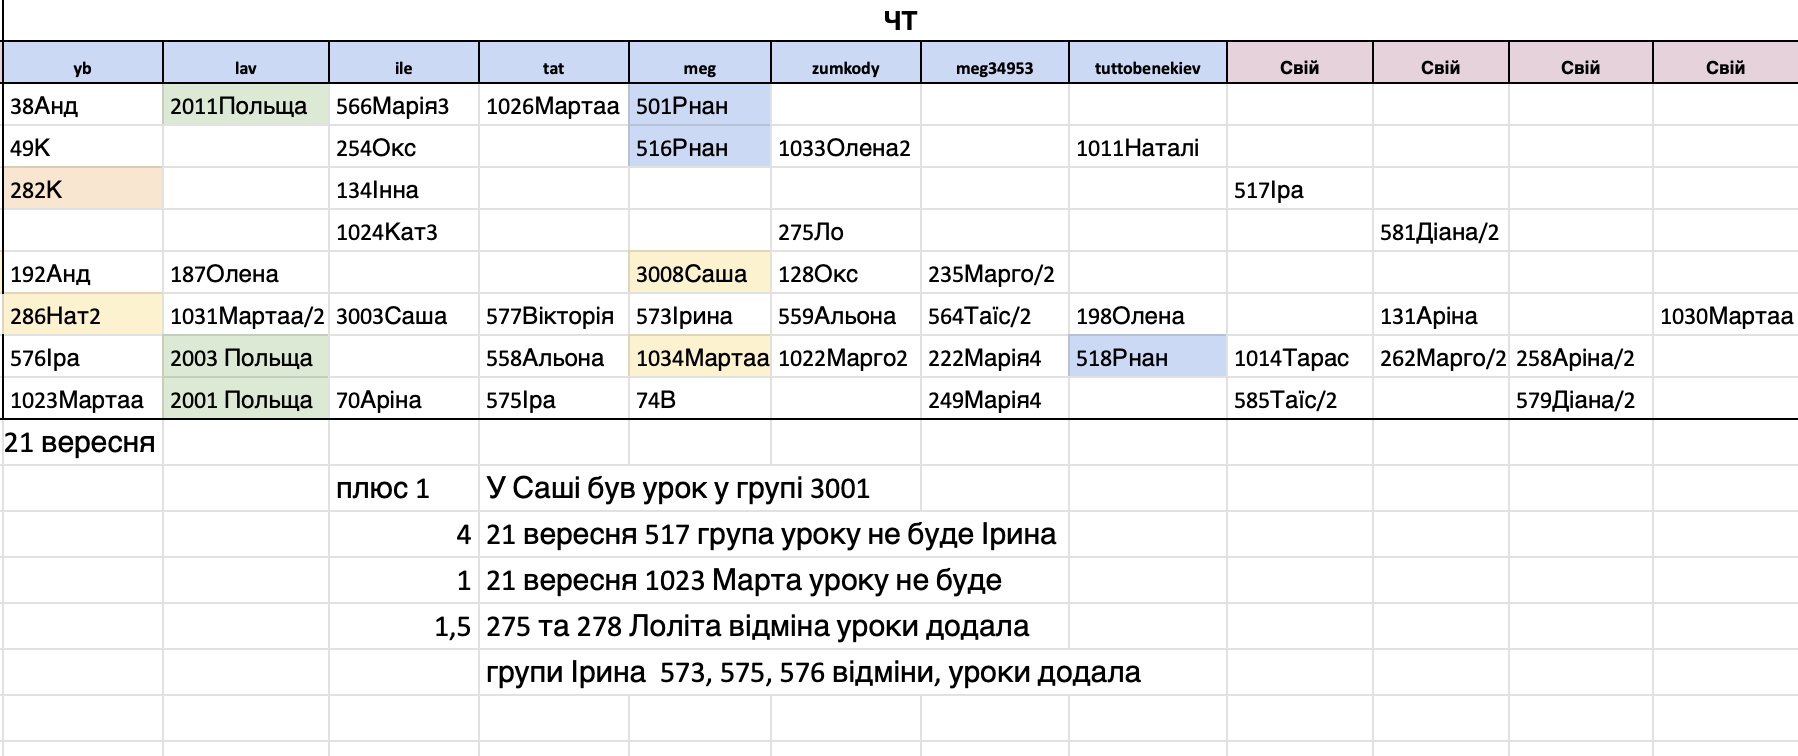 ЧТ
yb lav ile tat meg zumkody meg34953 tuttobenekiev Свій Свій Свій Свій
38Анд 2011Польща 566Марія3 1026Мартаа 501Рнан
49К 254Окс 516Рнан 1033Олена2 1011Наталі
282К 134Інна 517Іра
1024Кат3 275Ло 581Діана/2
192Анд 187Олена 3008Саша 128Окс 235Марго/2
286Нат2 1031Мартаа/2 3003Саша 577Вікторія 573Ірина 559Альона 564Таїс/2 198Олена 131Аріна 1030Мартаа
576Іра 2003 Польща 558Альона 1034Мартаа 1022Марго2 222Марія4 518Рнан 1014Тарас 262Марго/2 258Аріна/2
1023Мартаа 2001 Польща 70Аріна 575Іра 74В 249Марія4 585Таїс/2 579Діана/2
21 вересня
плюс 1 У Саші був урок у групі 3001
4 21 вересня 517 група уроку не буде Ірина
1 21 вересня 1023 Марта уроку не буде
1,5 275 та 278 Лоліта відміна уроки додала
групи Ірина 573, 575, 576 відміни, уроки додала